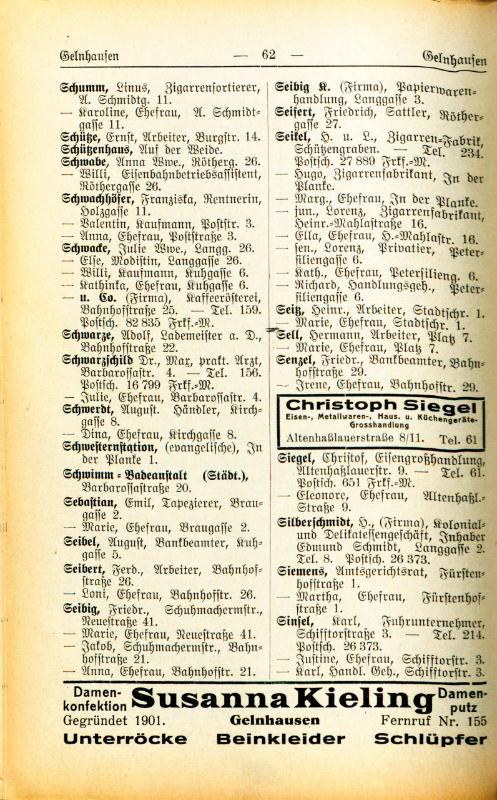 Gelnhausen — 62 — Gelnhausen
Schumm, Linus, Zigarrensortierer,
A. Schmidtg. 11.
— Karoline, Ehefrau, A. Schmidt-
gasse 11.
Schütze, Ernst, Arbeiter, Burgstr. 14.
Schützenhaus, Auf der Weide.
Schwabe, Anna Wwe., Rötherg. 26.
— Willi, Eisenbahnbetriebsassistent,
Röthergasse 26.
Schwachhöfer, Franziska, Rentnerin,
Holzgasse 11.
— Valentin, Kaufmann, Poststr. 3.
— Anna, Ehefrau, Poststraße 3.
Schwacke, Julie Wwe., Langg. 26.
— Else, Modistin, Langgasse 26.
— Willi, Kaufmann, Kuhgasse 6.
— Kathinka, Ehefrau, Kuhgasse 6.
— u. Co. (Firma), Kaffeerösterei,
Bahnhofstraße 25. — Tel. 159.
Postsch. 82 835 Frkf.-M.
Schwarze, Adolf, Lademeister a. D.,
Bahnhofstraße 22.
Schwarzschild Dr., Max, prakt. Arzt,
Barbarossastr. 4. — Tel. 156.
Postsch. 16 799 Frkf.-M.
— Julie, Ehefrau, Barbarossastr. 4.
Schwerdt, August. Händler, Kirch-
gasse 8.
— Dina, Ehefrau, Kirchgasse 8.
Schwesternstation, (evangelische), In
der Planke 1.
Schwimm-Badeanstalt (Städt.),
Barbarossastraße 20.
Sebastian, Emil, Tapezierer, Brau-
gasse 2.
— Marie, Ehefrau, Braugasse 2.
Seibel, August, Bankbeamter, Kuh-
gasse 5.
Seibert, Ferd., Arbeiter, Bahnhof-
straße 26.
— Loni, Ehefrau, Bahnhofstr. 26.
Seibig, Friedr., Schuhmachermstr.,
Neuestraße 41.
— Marie, Ehefrau, Neuestraße 41.
— Jakob, Schuhmachermstr., Bahn-
hofstraße 21.
— Anna, Ehefrau, Bahnhofstr. 21.
Seibig K. (Firma), Papierwaren-
handlung, Langgasse 3.
Seifert, Friedrich, Sattler, Röther-
gasse 27.
Seikel, H. u. L., Zigarren-Fabrik,
Schützengraben. — Tel. 234.
Postsch. 27 889 Frkf.-M.
— Hugo, Zigarrenfabrikant, In der
Planke.
— Marg., Ehefrau, In der Planke.
— jun., Lorenz, Zigarrenfabrikant,
Heinr.-Mahlastraße 16.
— Ella, Ehefrau, H.-Mahlastr. 16.
— sen., Lorenz, Privatier, Peter-
siliengasse 6.
— Kath., Ehefrau, Petersilieng. 6.
— Richard, Handlungsgeh., Peter-
siliengasse 6.
Seitz, Heinr., Arbeiter, Stadtschr. 1.
— Marie, Ehefrau, Stadtschr. 1.
Sell, Hermann, Arbeiter, Platz 7.
— Marie, Ehefrau, Platz 7.
Senzel, Friedr., Bankbeamter, Bahn-
hofstraße 29.
— Irene, Ehefrau, Bahnhofstr. 29.
Christoph Siegel
Eisen-, Metallwaren-, Haus. u. Küchengeräte-
Grosshandlung
Altenhaßlauerstraße 8/11. Tel. 61
Siegel, Christof, Eisengroßhandlung,
Altenhaßlauerstr. 9. — Tel. 61.
Postsch. 651 Frkf.-M.
— Eleonore, Ehefrau, Altenhaßl.-
Straße 9.
Silberschmidt, H., (Firma), Kolonial-
und Delikatessengeschäft, Inhaber
Edmund Schmidt, Langgasse 2.
Tel. 8. Postsch. 26 373.
Siemens, Amtsgerichtsrat, Fürsten-
hofstraße 1.
— Martha, Ehefrau, Fürstenhof-
straße 1.
Sinsel, Karl, Fuhrunternehmer,
Schifftorstraße 3. — Tel. 214.
Postsch. 26 373.
— Justine, Ehefrau, Schifftorstr. 3.
— Karl, Handl. Geh., Schifftorstr. 3.
Damen-
konfektion Susanna Kieling Damen-
putz
Gegründet 1901. Gelnhausen Fernruf Nr. 155
Unterröcke Beinkleider Schlüpfer